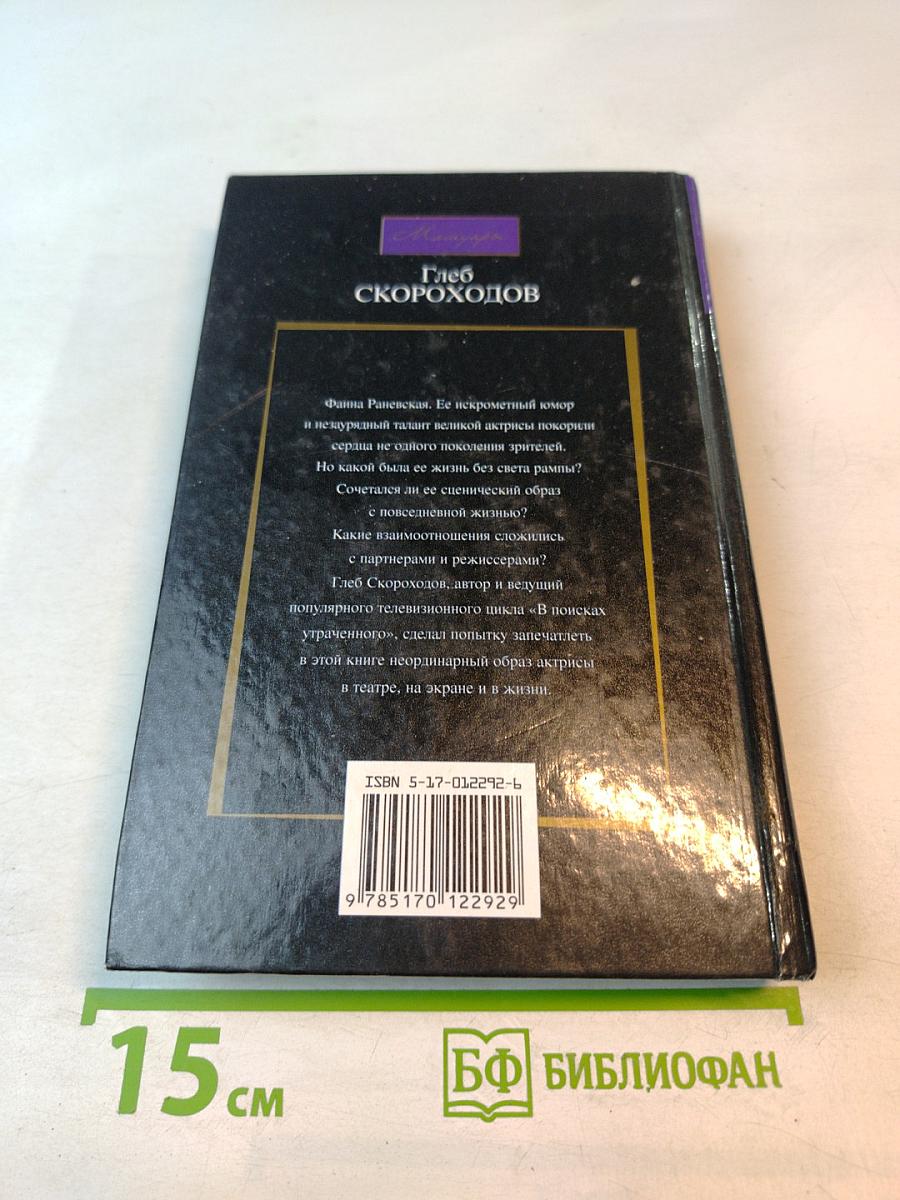 Мемуары
Глеб
СКОРОХОДОВ
Фаина Раневская. Ее искрометный юмор
и незаурядный талант великой актрисы покорили
сердца не одного поколения зрителей.
Но какой была ее жизнь без света рампы?
Сочетался ли ее сценический образ
с повседневной жизнью?
Какие взаимоотношения сложились
с партнерами и режиссерами?
Глеб Скороходов, автор и ведущий
популярного телевизионного цикла «В поисках
утраченного», сделал попытку запечатлеть
в этой книге неординарный образ актрисы
в театре, на экране и в жизни.
ISBN 5-17-012292-6
9 785170 122929
15 см
БФ БИБЛИОФАН